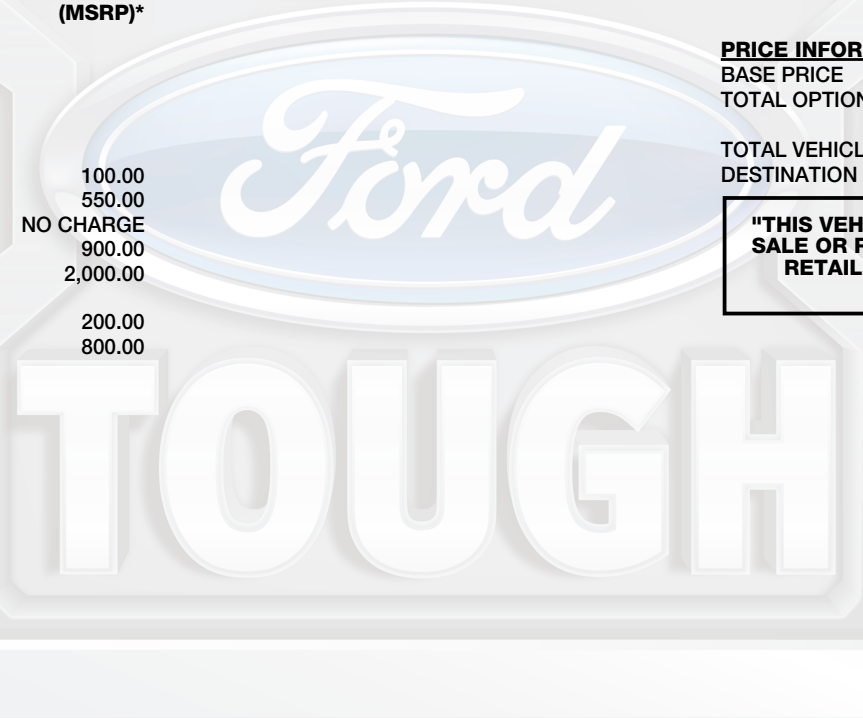 (MSRP)*
100.00
550.00
NO CHARGE
900.00
2,000.00
200.00
800.00
PRICE INFOR
BASE PRICE
TOTAL OPTION
TOTAL VEHICL
DESTINATION
"THIS VEH
SALE OR
RETAIL
Ford
TOUGH